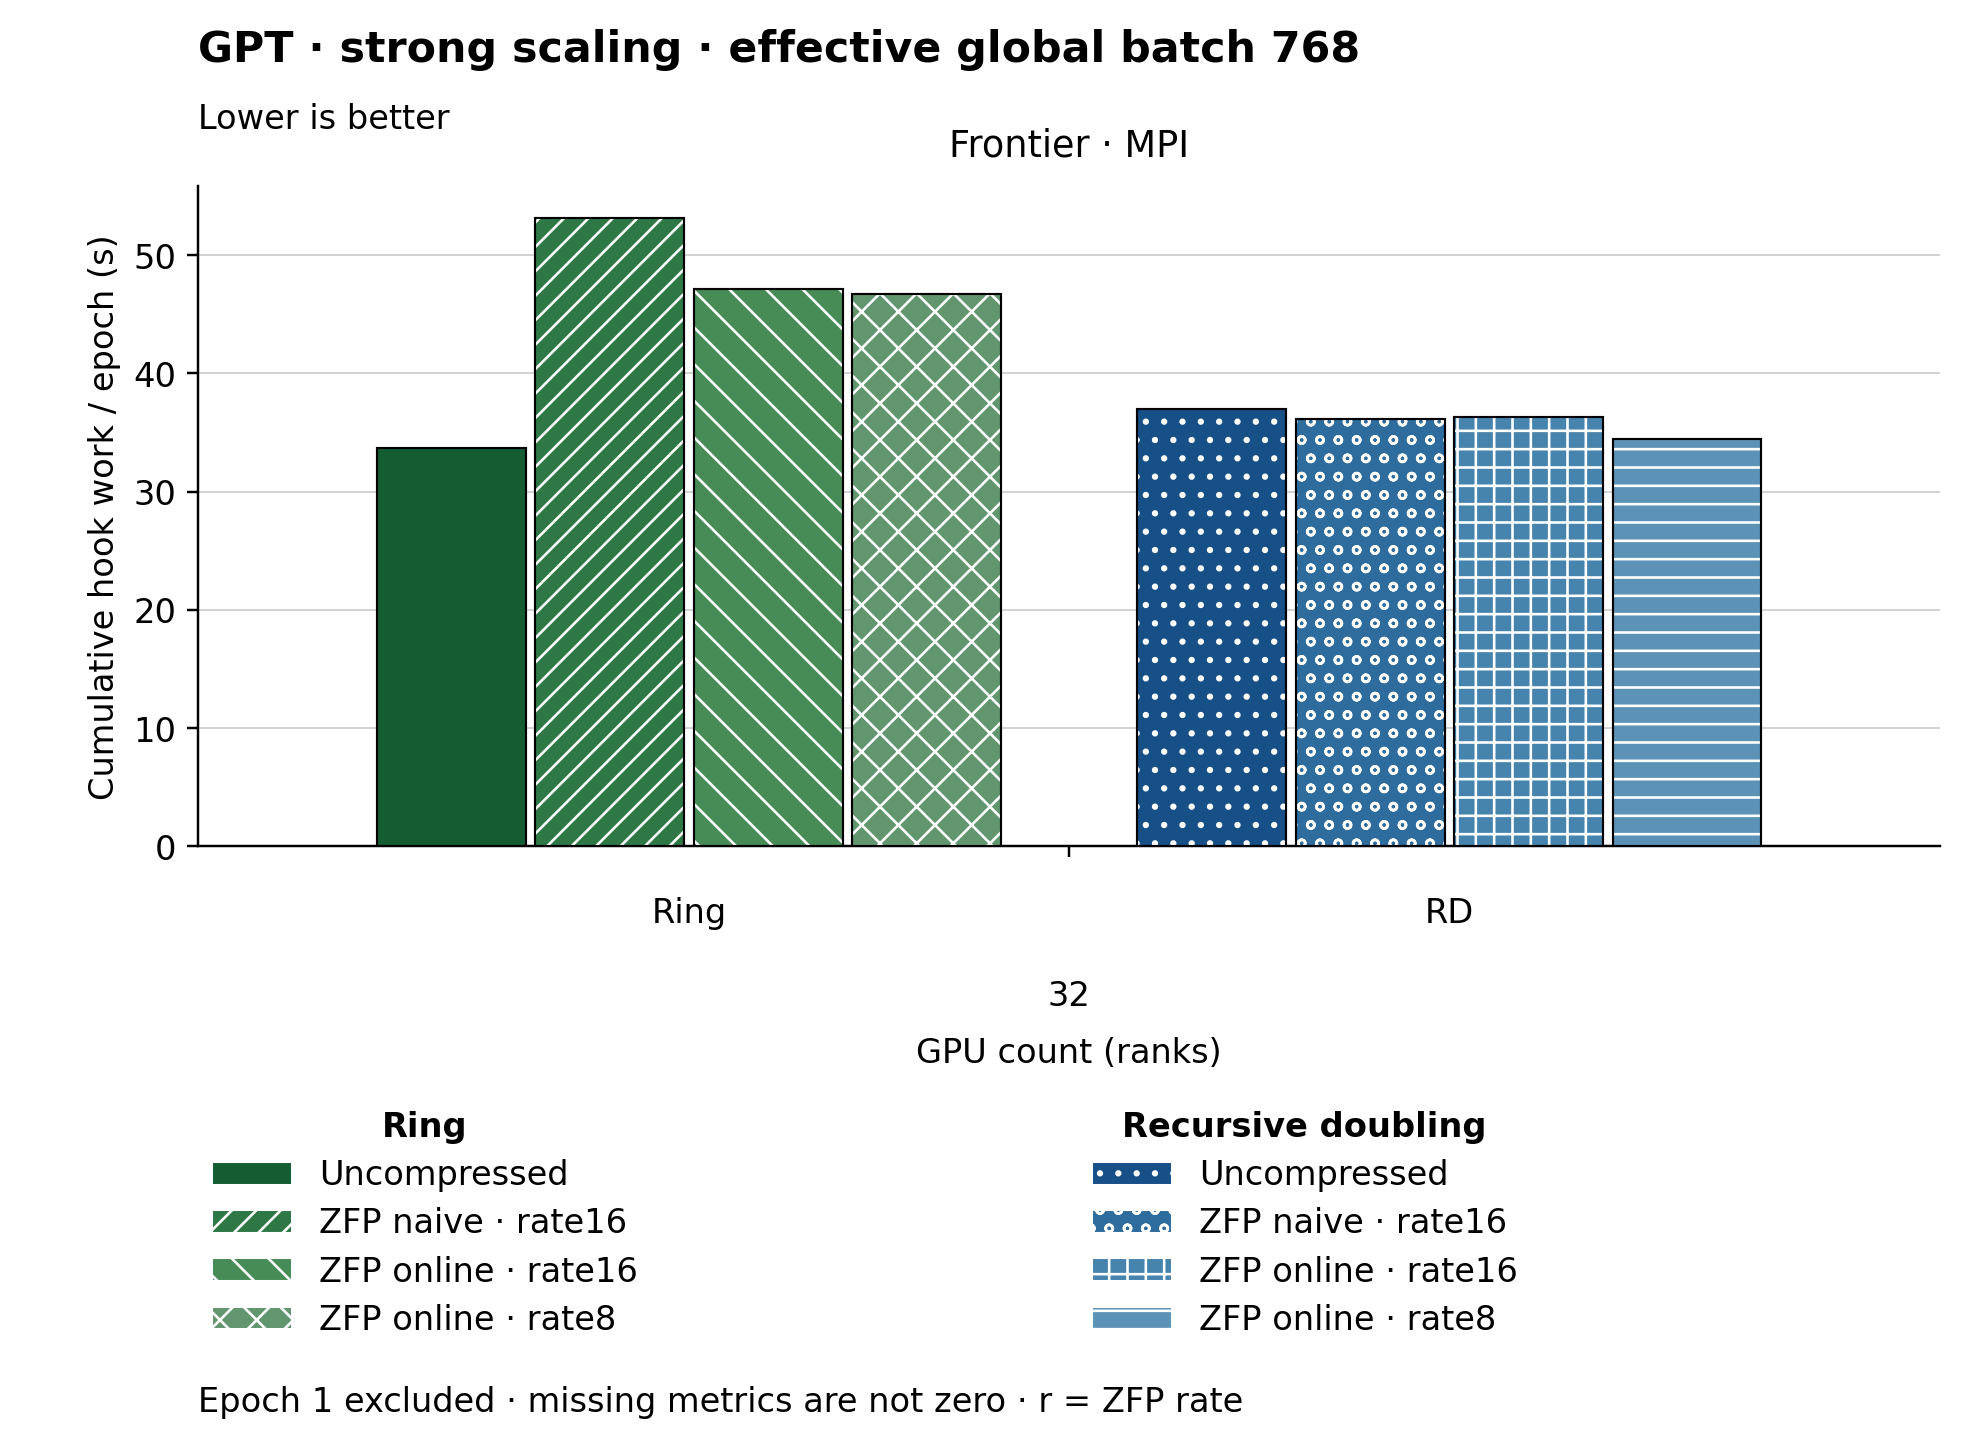 GPT · strong scaling · effective global batch 768
Lower is better
Frontier · MPI
Cumulative hook work / epoch (s)
50
40
30
20
10
0
Ring
RD
32
GPU count (ranks)
Ring
Uncompressed
ZFP naive · rate16
ZFP online · rate16
ZFP online · rate8
Recursive doubling
Uncompressed
ZFP naive · rate16
ZFP online · rate16
ZFP online · rate8
Epoch 1 excluded · missing metrics are not zero · r = ZFP rate